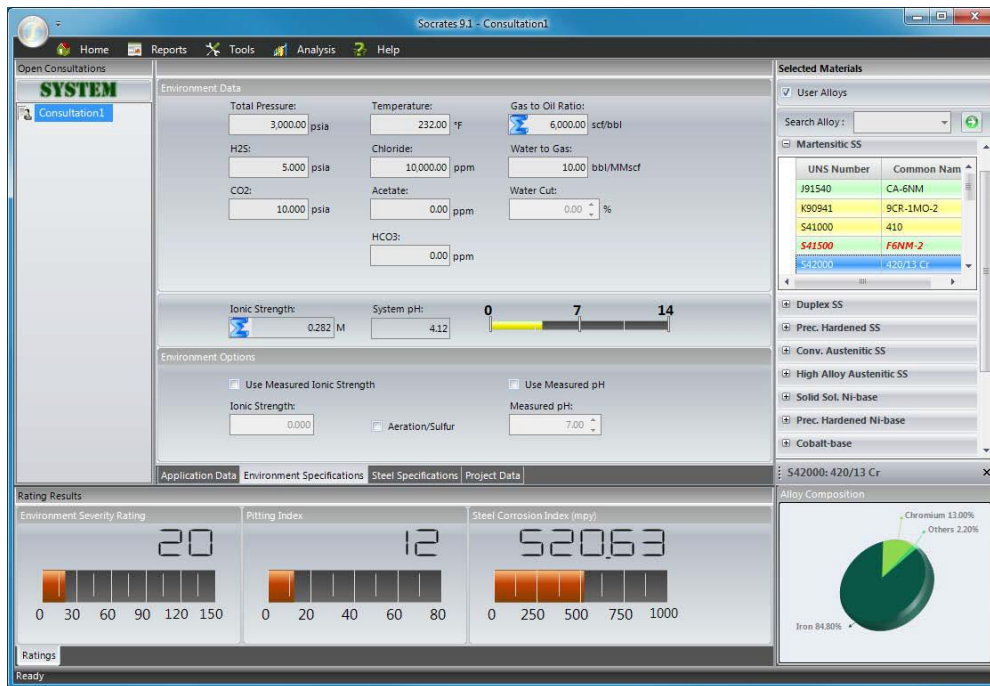 Socrates 9.1 - Consultation1
Home Reports Tools Analysis Help
Open Consultations
SYSTEM
Consultation1
Environment Data
Total Pressure: Temperature: Gas to Oil Ratio:
3,000.00 psia 232.00 °F Σ 6,000.00 scf/bbl
H2S: Chloride: Water to Gas:
5.000 psia 10,000.00 ppm 10.00 bbl/MMscf
CO2: Acetate: Water Cut:
10.000 psia 0.00 ppm 0.00 %
HCO3:
0.00 ppm
Ionic Strength: System pH: 0 7 14
Σ 0.282 M 4.12
Environment Options
Use Measured Ionic Strength Use Measured pH
Ionic Strength: Measured pH:
0.000 Aeration/Sulfur 7.00
Application Data Environment Specifications Steel Specifications Project Data
Selected Materials
User Alloys
Search Alloy :
Martensitic SS
UNS Number Common Nam
J91540 CA-6NM
K90941 9CR-1MO-2
S41000 410
S41500 F6NM-2
S42000 420/13 Cr
Duplex SS
Prec. Hardened SS
Conv. Austenitic SS
High Alloy Austenitic SS
Solid Sol. Ni-base
Prec. Hardened Ni-base
Cobalt-base
S42000: 420/13 Cr
Rating Results
Environment Severity Rating Pitting Index Steel Corrosion Index (mpy)
20 12 520.63
0 30 60 90 120 150 0 20 40 60 80 0 250 500 750 1000
Alloy Composition
Chromium 13.00%
Others 2.20%
Iron 84.80%
Ratings
Ready